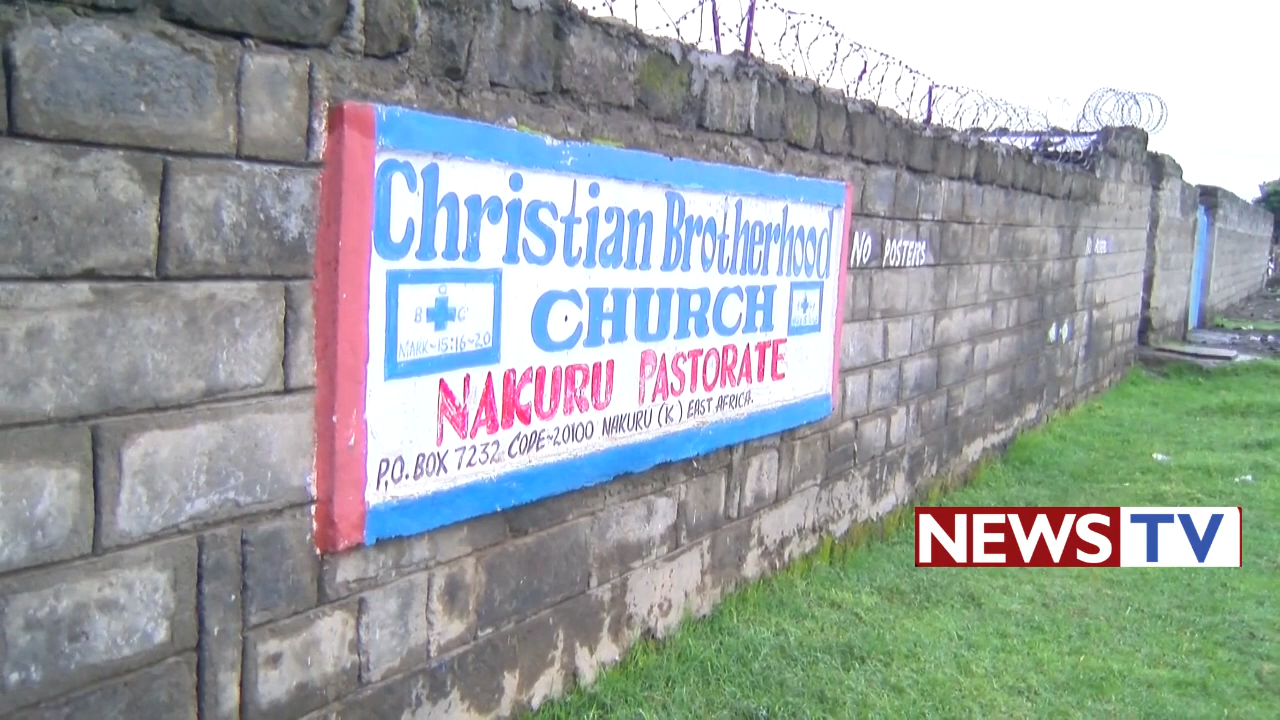 Christian Brotherhood
CHURCH
G
B C
MARK~15:16~20
NAKURU PASTORATE
P.O. BOX 7232 CODE~20100 NAKURU (K) EAST AFRICA.
NO POSTERS
NEWS TV